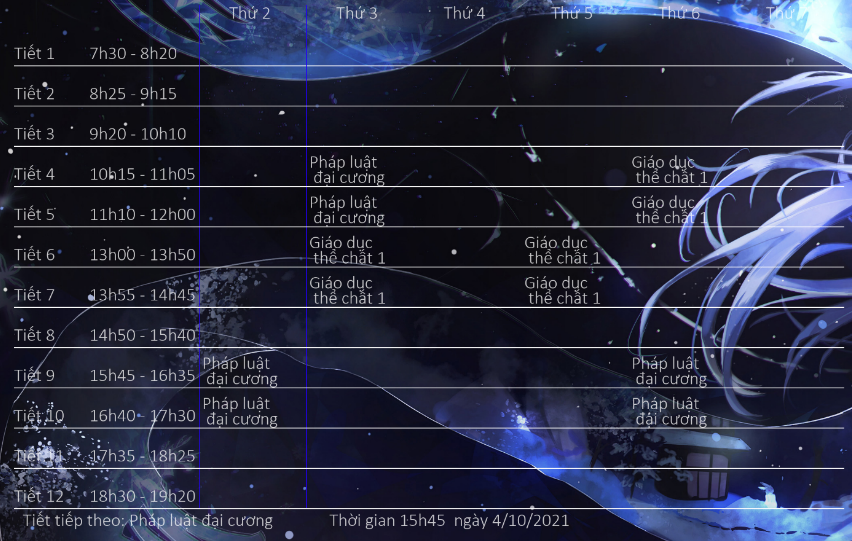 Thứ 2 Thứ 3 Thứ 4 Thứ 5 Thứ 6 Thứ
Tiết 1 7h30 - 8h20
Tiết 2 8h25 - 9h15
Tiết 3 9h20 - 10h10
Pháp luật Giáo dục
Tiết 4 10h15 - 11h05 đại cương thể chất 1
Pháp luật Giáo dục
Tiết 5 11h10 - 12h00 đại cương thể chất 1
Giáo dục Giáo dục
Tiết 6 13h00 - 13h50 thể chất 1 thể chất 1
Giáo dục Giáo dục
Tiết 7 13h55 - 14h45 thể chất 1 thể chất 1
Tiết 8 14h50 - 15h40
Pháp luật Pháp luật
Tiết 9 15h45 - 16h35 đại cương đại cương
Pháp luật Pháp luật
Tiết 10 16h40 - 17h30 đại cương đại cương
Tiết 11 17h35 - 18h25
Tiết 12 18h30 - 19h20
Tiết tiếp theo: Pháp luật đại cương Thời gian 15h45 ngày 4/10/2021